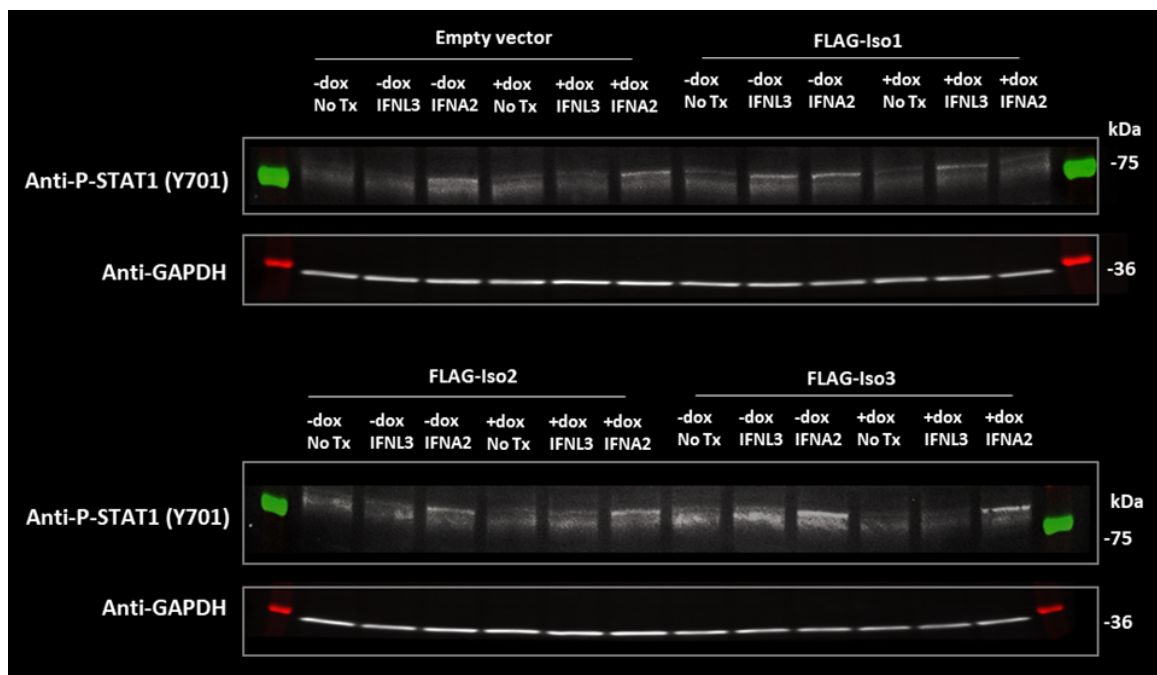 Empty vector
FLAG-Iso1
-dox -dox -dox +dox +dox +dox -dox -dox -dox +dox +dox +dox
No Tx IFNL3 IFNA2 No Tx IFNL3 IFNA2 No Tx IFNL3 IFNA2 No Tx IFNL3 IFNA2
kDa
Anti-P-STAT1 (Y701)
-75
Anti-GAPDH
-36
FLAG-Iso2
FLAG-Iso3
-dox -dox -dox +dox +dox +dox -dox -dox -dox +dox +dox +dox
No Tx IFNL3 IFNA2 No Tx IFNL3 IFNA2 No Tx IFNL3 IFNA2 No Tx IFNL3 IFNA2
kDa
Anti-P-STAT1 (Y701)
-75
Anti-GAPDH
-36